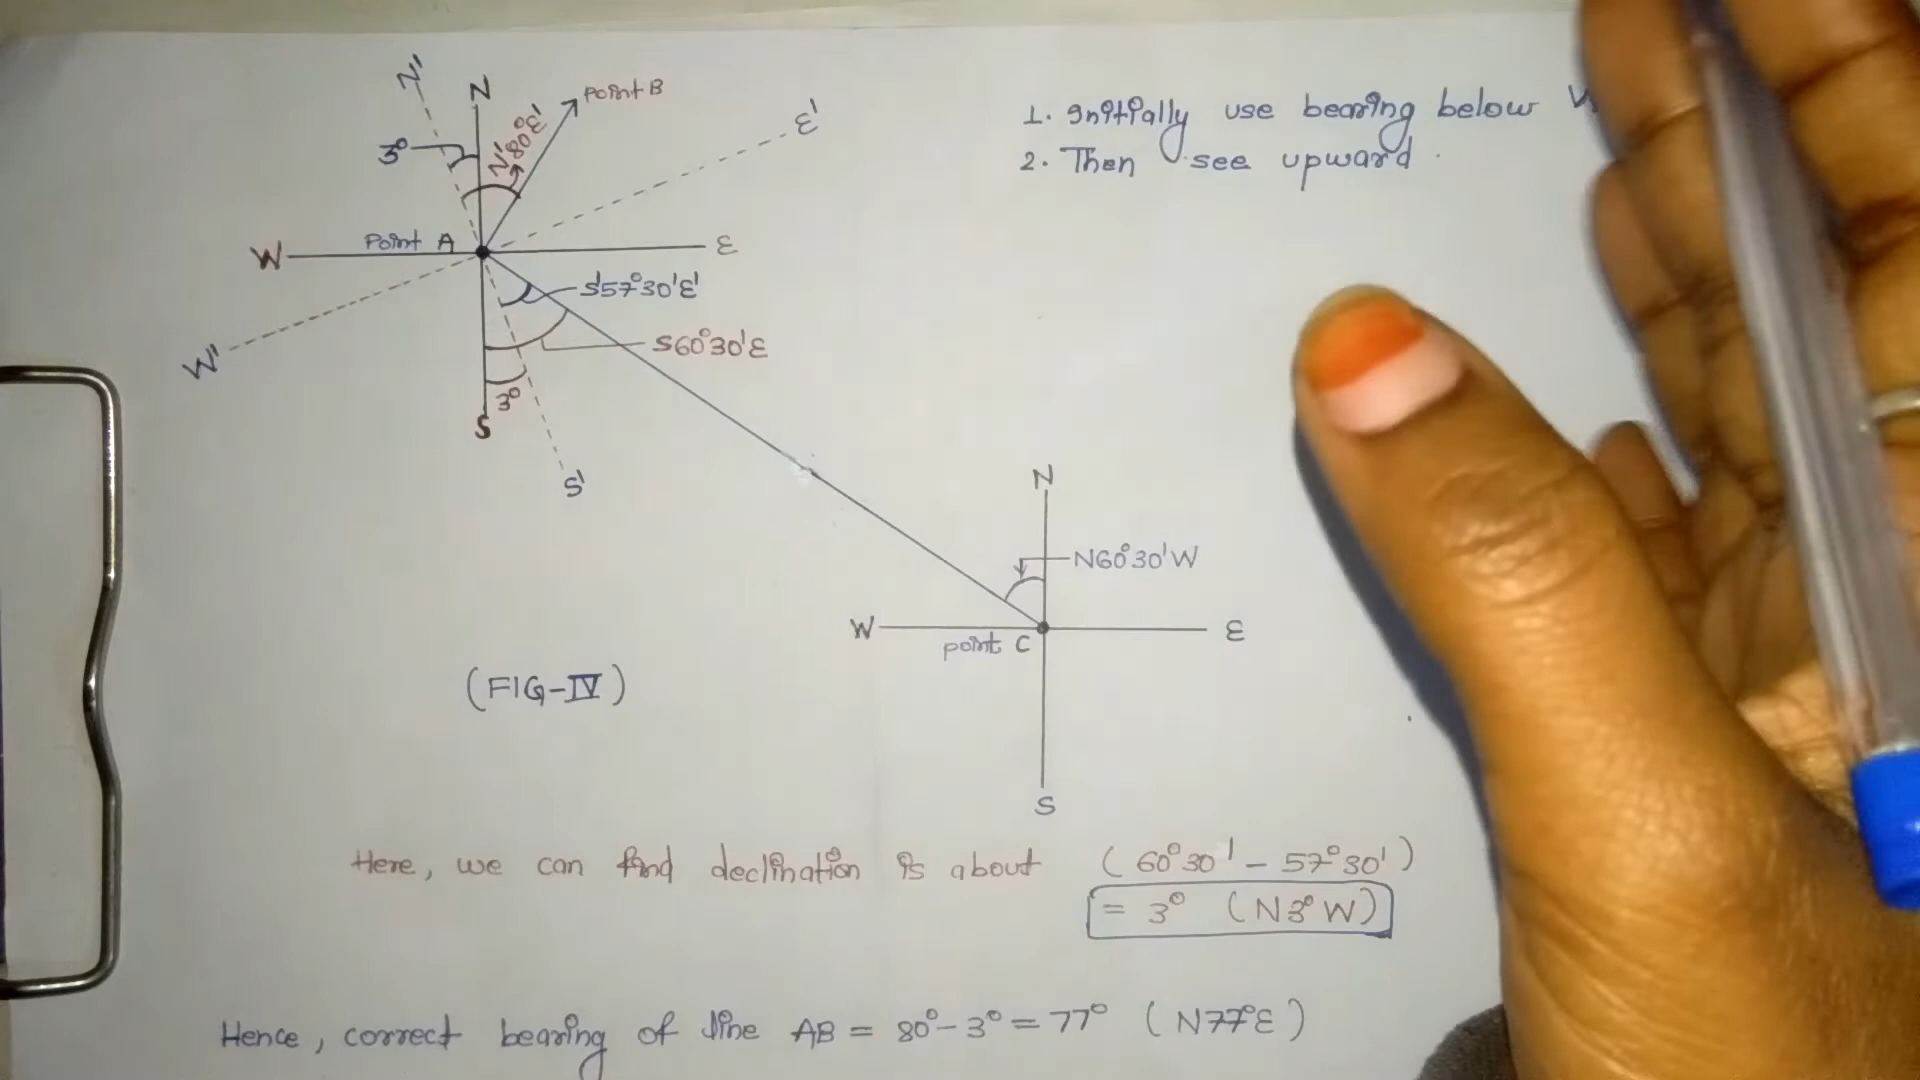 N'
N
Point B
3°
N'80°E'
E'
W
Point A
E
S'57°30'E'
W'
S60°30'E
3°
S
S'
1. Initially use bearing below
2. Then see upward.
N
N60°30'W
W
E
point C
S
(FIG-IV)
Here, we can find declination is about (60°30' - 57°30')
= 3° (N3°W)
Hence, correct bearing of line AB = 80° - 3° = 77° (N77°E)